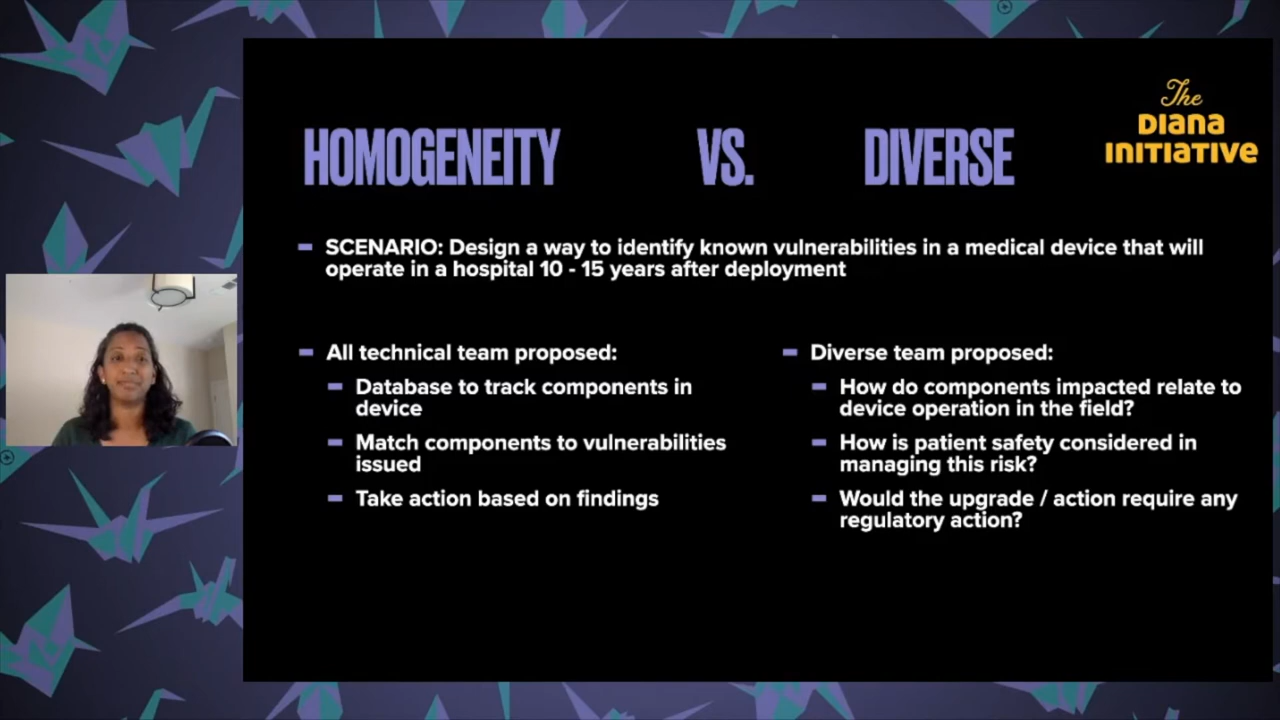 The
DIANA
INITIATIVE
HOMOGENEITY VS. DIVERSE
SCENARIO: Design a way to identify known vulnerabilities in a medical device that will
operate in a hospital 10 - 15 years after deployment
All technical team proposed:
Database to track components in
device
Match components to vulnerabilities
issued
Take action based on findings
Diverse team proposed:
How do components impacted relate to
device operation in the field?
How is patient safety considered in
managing this risk?
Would the upgrade / action require any
regulatory action?